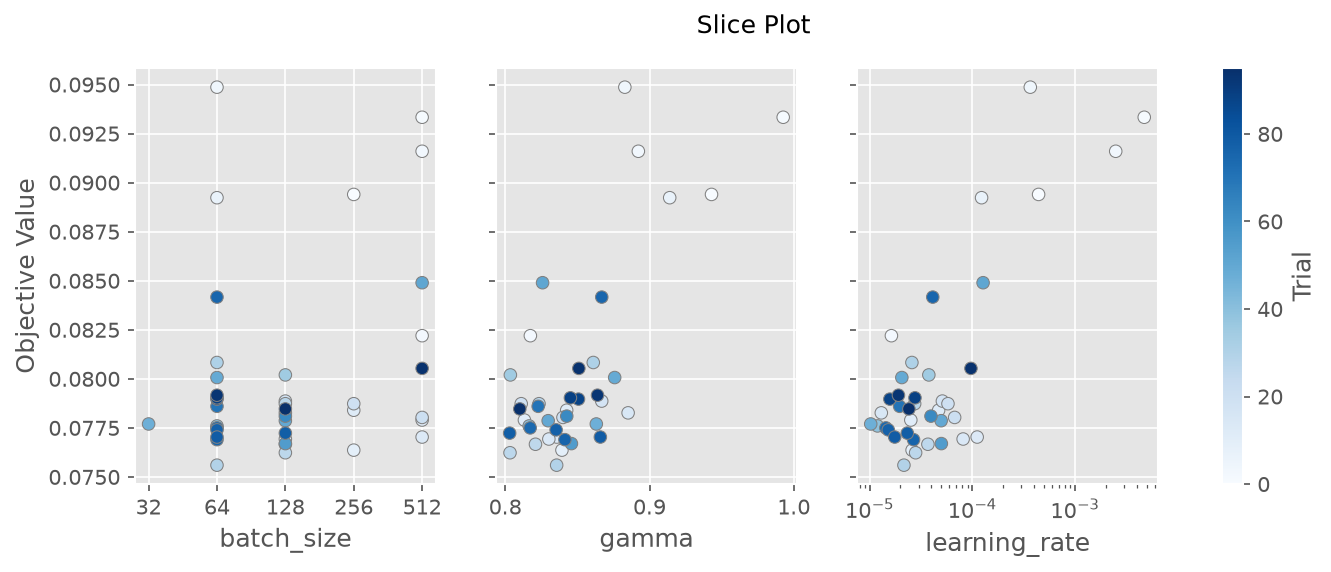 Slice Plot
Objective Value
0.0950
0.0925
0.0900
0.0875
0.0850
0.0825
0.0800
0.0775
0.0750
32 64 128 256 512
batch_size
0.8 0.9 1.0
gamma
10⁻⁵ 10⁻⁴ 10⁻³
learning_rate
80
60
40
20
0
Trial